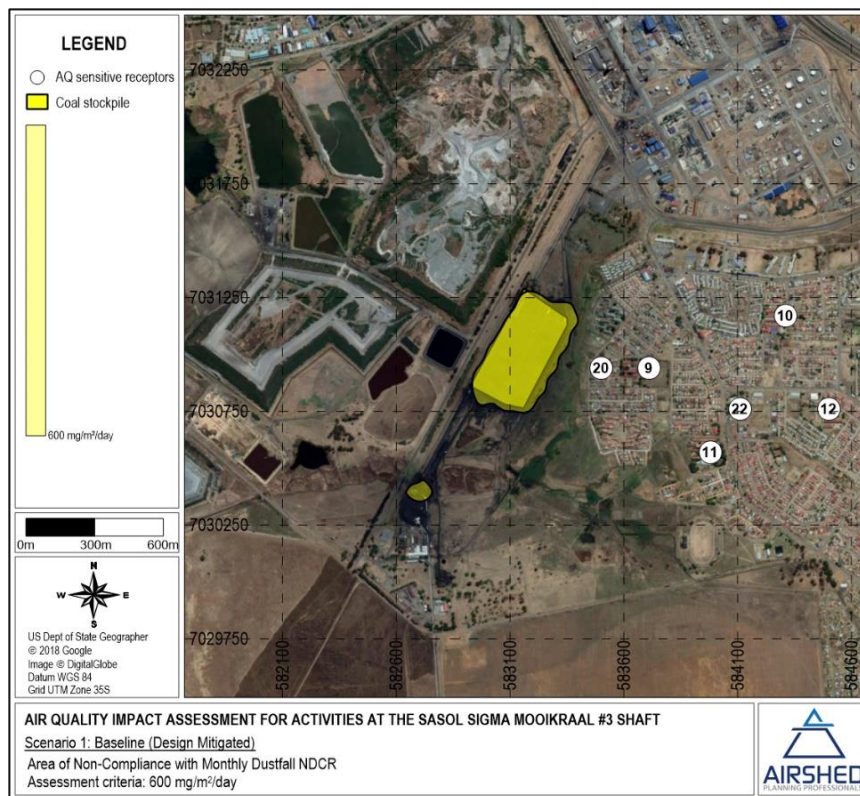 LEGEND
AQ sensitive receptors
Coal stockpile
600 mg/m²/day
0m 300m 600m
N
W E
S
US Dept of State Geographer
© 2018 Google
Image © DigitalGlobe
Datum WGS 84
Grid UTM Zone 35S
7032250
7031750
7031250
7030750
7030250
7029750
582100
582600
583100
583600
584100
584600
10
20
9
22
12
11
AIR QUALITY IMPACT ASSESSMENT FOR ACTIVITIES AT THE SASOL SIGMA MOOIKRAAL #3 SHAFT
Scenario 1: Baseline (Design Mitigated)
Area of Non-Compliance with Monthly Dustfall NDCR
Assessment criteria: 600 mg/m²/day
AIRSHED
PLANNING PROFESSIONALS